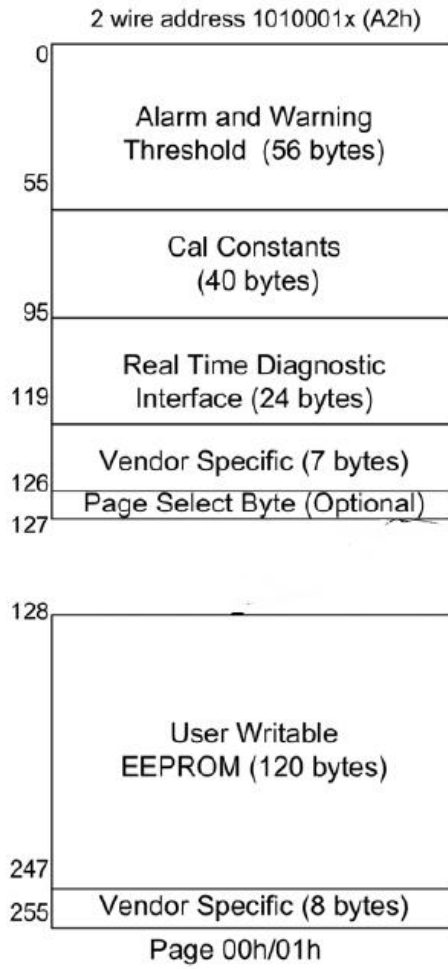 2 wire address 1010001x (A2h)
0
Alarm and Warning
Threshold (56 bytes)
55
Cal Constants
(40 bytes)
95
Real Time Diagnostic
119
Interface (24 bytes)
Vendor Specific (7 bytes)
126
Page Select Byte (Optional)
127
128
User Writable
EEPROM (120 bytes)
247
Vendor Specific (8 bytes)
255
Page 00h/01h